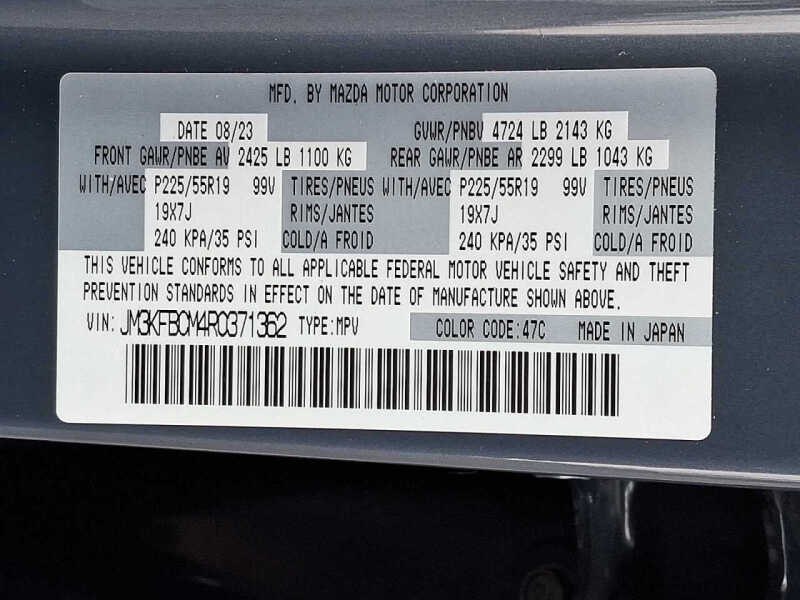 MFD. BY MAZDA MOTOR CORPORATION
DATE 08/23 GVWR/PNBV 4724 LB 2143 KG
FRONT GAWR/PNBE AV 2425 LB 1100 KG REAR GAWR/PNBE AR 2299 LB 1043 KG
WITH/AVEC P225/55R19 99V TIRES/PNEUS WITH/AVEC P225/55R19 99V TIRES/PNEUS
19X7J RIMS/JANTES 19X7J RIMS/JANTES
240 KPA/35 PSI COLD/A FROID 240 KPA/35 PSI COLD/A FROID
THIS VEHICLE CONFORMS TO ALL APPLICABLE FEDERAL MOTOR VEHICLE SAFETY AND THEFT
PREVENTION STANDARDS IN EFFECT ON THE DATE OF MANUFACTURE SHOWN ABOVE.
VIN: JM3KFBCM4R0371362 TYPE:MPV COLOR CODE:47C MADE IN JAPAN